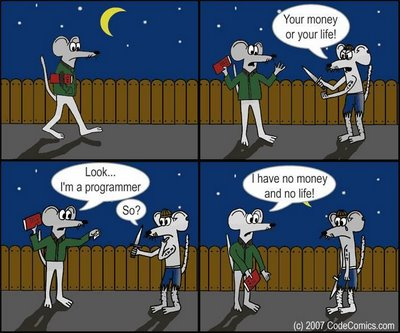 Your money
or your life!
Look...
I'm a programmer
So?
I have no money
and no life!
(c) 2007 CodeComics.com